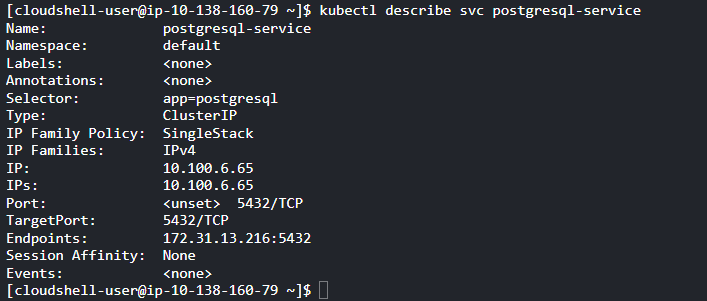 [cloudshell-user@ip-10-138-160-79 ~]$ kubectl describe svc postgresql-service
Name:              postgresql-service
Namespace:         default
Labels:            <none>
Annotations:       <none>
Selector:          app=postgresql
Type:              ClusterIP
IP Family Policy:  SingleStack
IP Families:       IPv4
IP:                10.100.6.65
IPs:               10.100.6.65
Port:              <unset>  5432/TCP
TargetPort:        5432/TCP
Endpoints:         172.31.13.216:5432
Session Affinity:  None
Events:            <none>
[cloudshell-user@ip-10-138-160-79 ~]$